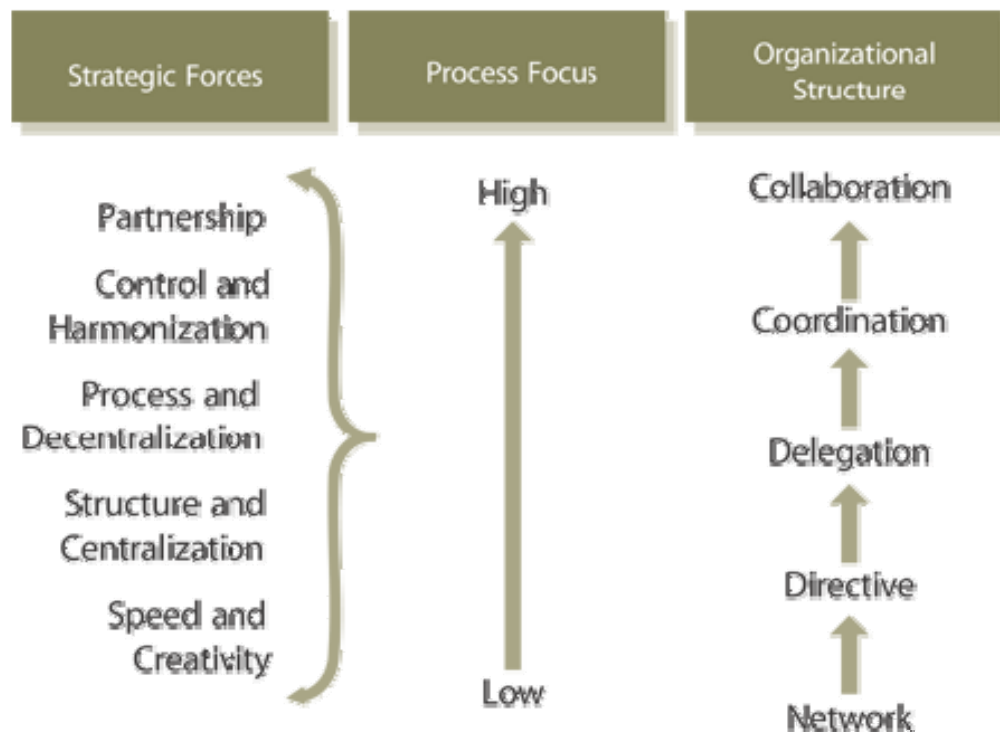 Strategic Forces
Process Focus
Organizational
Structure
Partnership
Control and
Harmonization
Process and
Decentralization
Structure and
Centralization
Speed and
Creativity
High
Low
Collaboration
Coordination
Delegation
Directive
Network